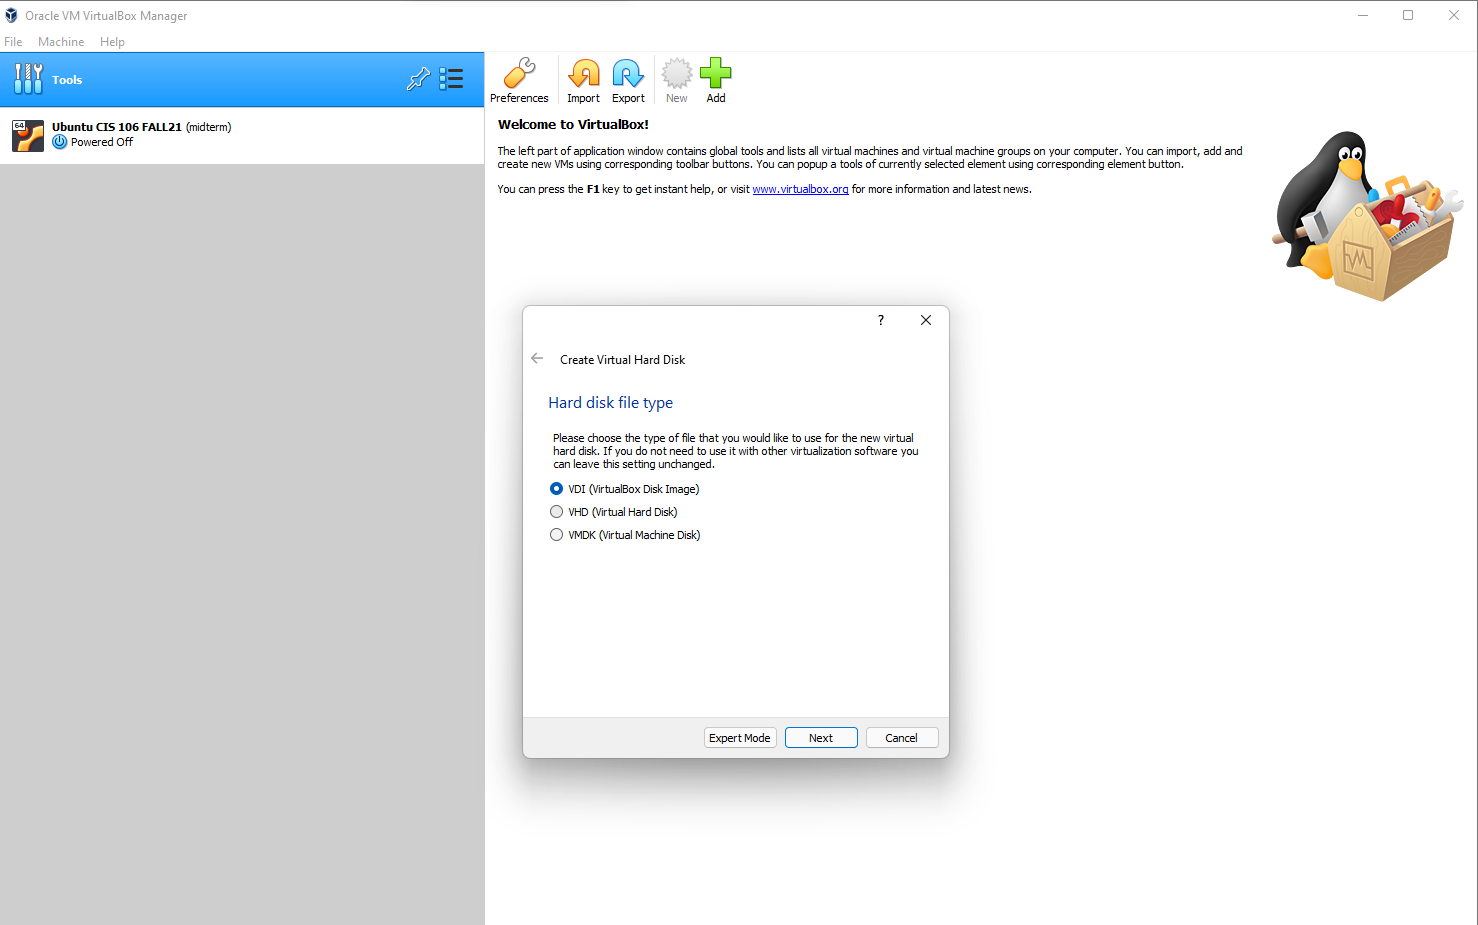 Oracle VM VirtualBox Manager
File Machine Help
Tools
64
Ubuntu CIS 106 FALL21 (midterm)
Powered Off
Preferences Import Export New Add
Welcome to VirtualBox!
The left part of application window contains global tools and lists all virtual machines and virtual machine groups on your computer. You can import, add and
create new VMs using corresponding toolbar buttons. You can popup a tools of currently selected element using corresponding element button.
You can press the F1 key to get instant help, or visit www.virtualbox.org for more information and latest news.
?
Create Virtual Hard Disk
Hard disk file type
Please choose the type of file that you would like to use for the new virtual
hard disk. If you do not need to use it with other virtualization software you
can leave this setting unchanged.
VDI (VirtualBox Disk Image)
VHD (Virtual Hard Disk)
VMDK (Virtual Machine Disk)
Expert Mode Next Cancel